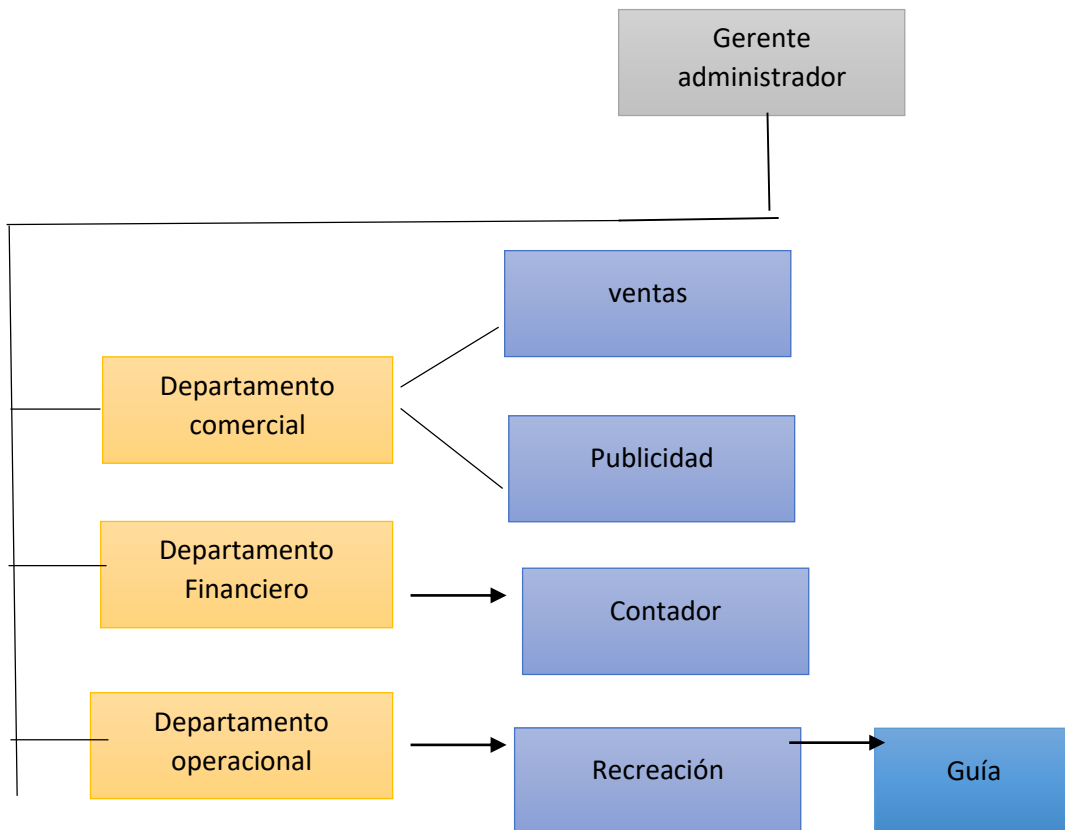 Gerente
administrador
ventas
Departamento
comercial
Publicidad
Departamento
Financiero
Contador
Departamento
operacional
Recreación
Guía